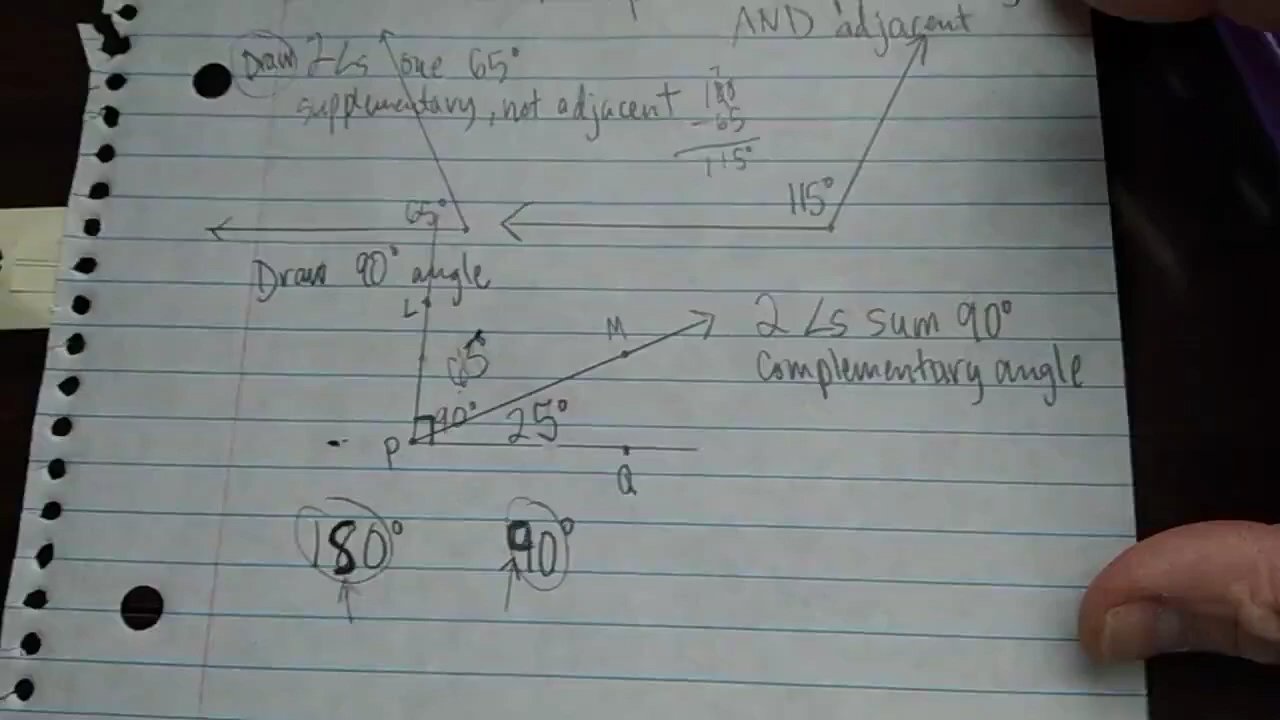 AND adjacent
Draw 2 ∠s one 65°
supplementary, not adjacent
180
-65
115°
65°
115°
Draw 90° angle
L
M
2 ∠s sum 90°
Complementary angle
65
90°
25°
P
Q
180°
90°